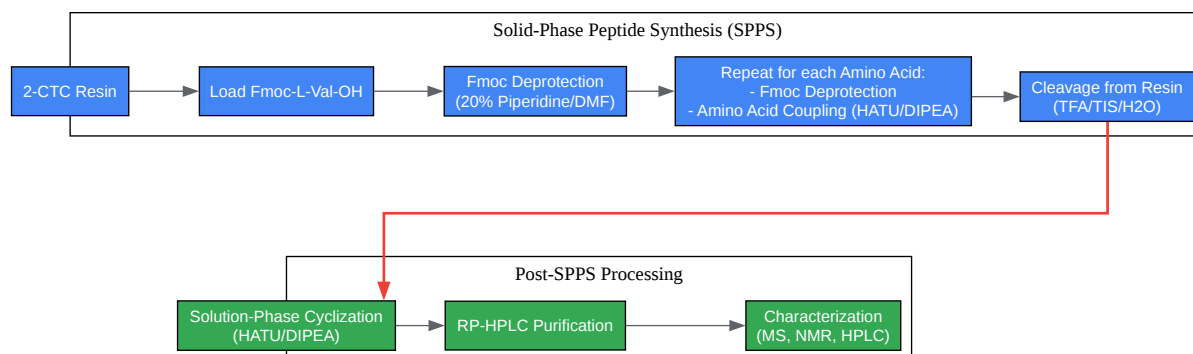 Solid-Phase Peptide Synthesis (SPPS)
2-CTC Resin
Load Fmoc-L-Val-OH
Fmoc Deprotection
(20% Piperidine/DMF)
Repeat for each Amino Acid:
- Fmoc Deprotection
- Amino Acid Coupling (HATU/DIPEA)
Cleavage from Resin
(TFA/TIS/H2O)
Post-SPPS Processing
Solution-Phase Cyclization
(HATU/DIPEA)
RP-HPLC Purification
Characterization
(MS, NMR, HPLC)